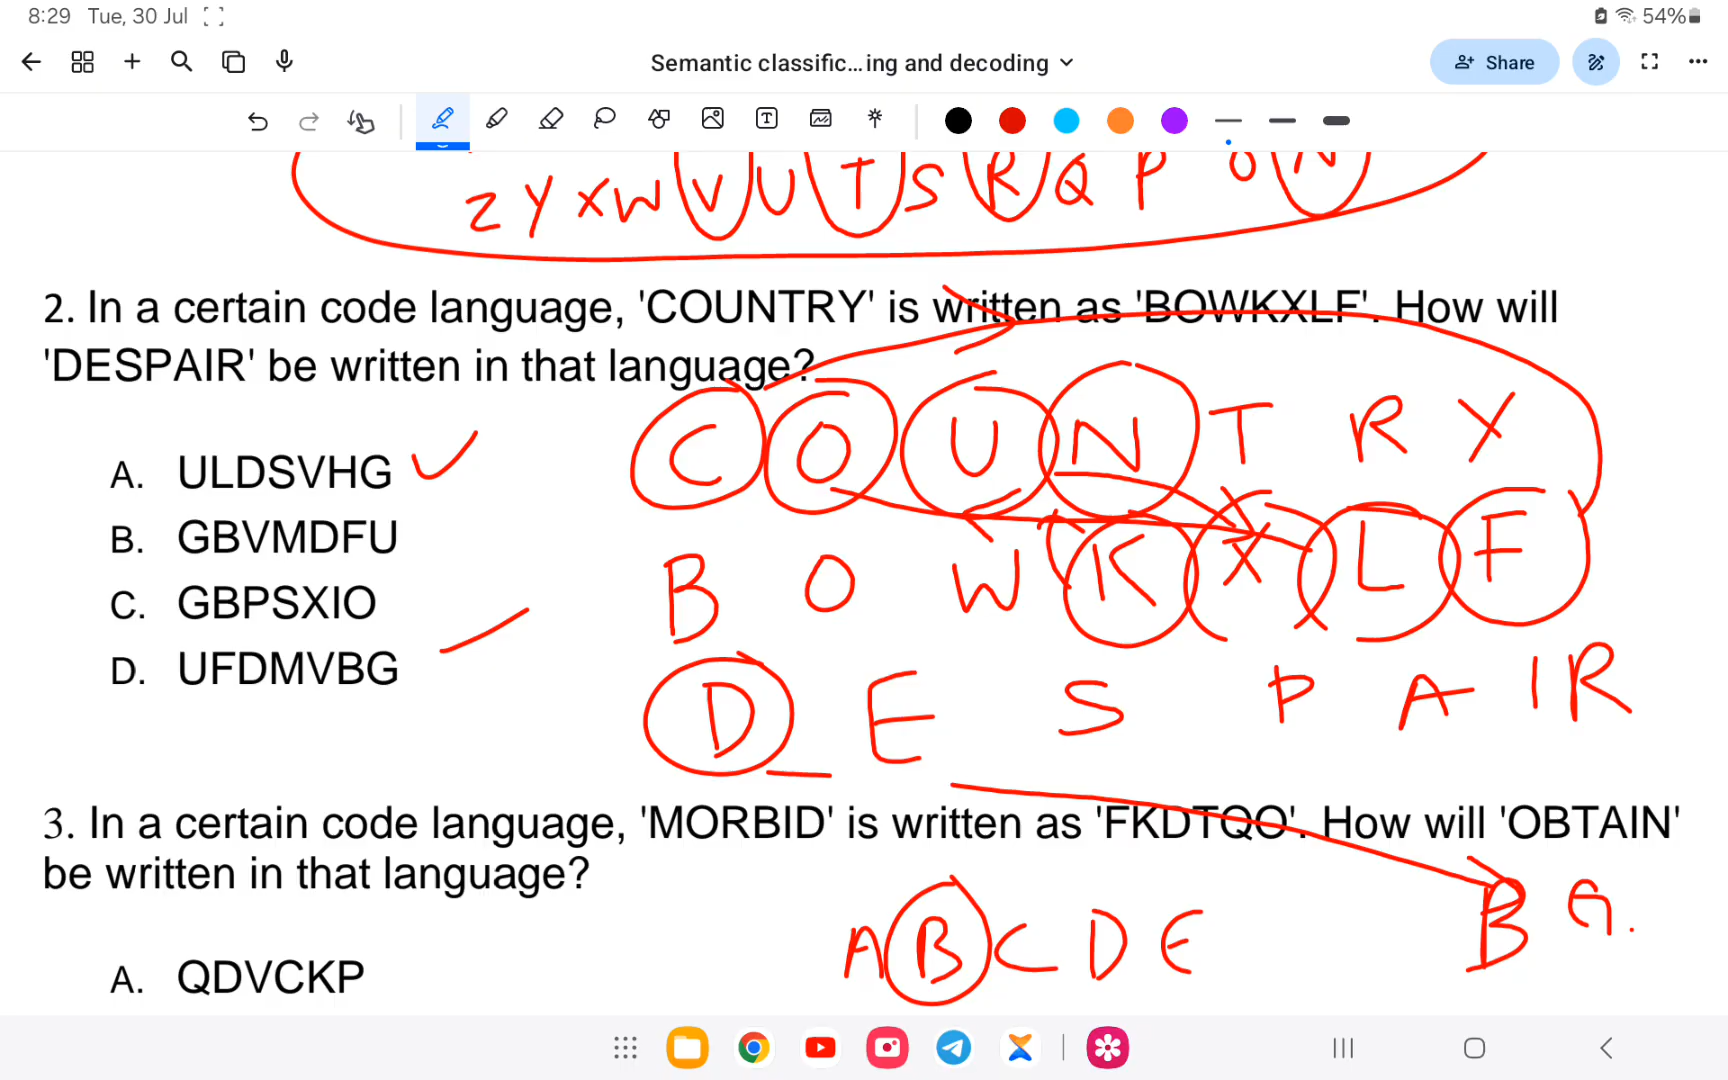 8:29 Tue, 30 Jul 54%
Semantic classific...ing and decoding
Share
Z Y X W V U T S R Q P O N
2. In a certain code language, 'COUNTRY' is written as 'BOWKXLF'. How will
'DESPAIR' be written in that language?
C O U N T R Y
A. ULDSVHG
B. GBVMDFU
B O W K X L F
C. GBPSXIO
D. UFDMVBG
D E S P A I R
3. In a certain code language, 'MORBID' is written as 'FKDTQO'. How will 'OBTAIN'
be written in that language?
A B C D E B G.
A. QDVCKP